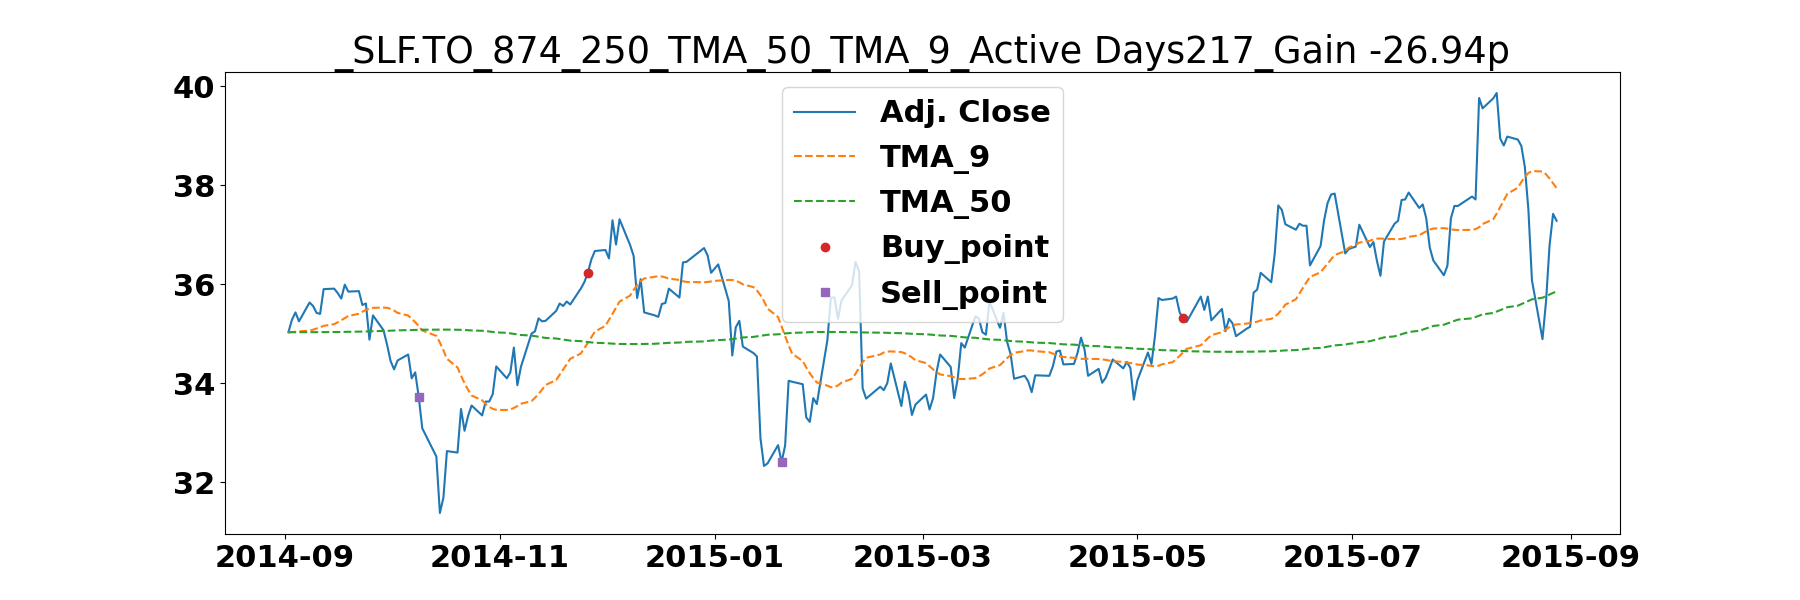 _SLF.TO_874_250_TMA_50_TMA_9_Active Days217_Gain -26.94p
40
38
36
34
32
Adj. Close
TMA_9
TMA_50
Buy_point
Sell_point
2014-09 2014-11 2015-01 2015-03 2015-05 2015-07 2015-09